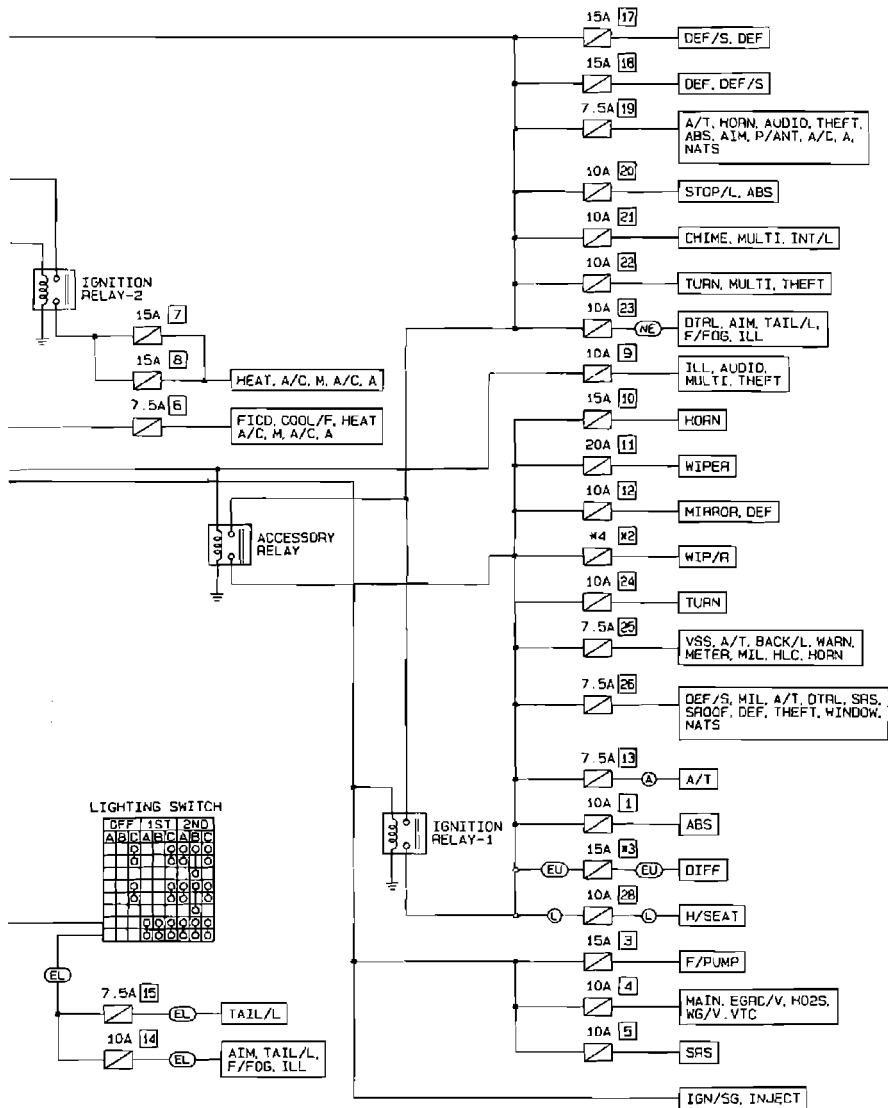 15A 17
DEF/S, DEF
15A 18
DEF, DEF/S
7.5A 19
A/T, HORN, AUDIO, THEFT,
ABS, AIM, P/ANT, A/C, A,
NATS
10A 20
STOP/L, ABS
10A 21
CHIME, MULTI, INT/L
10A 22
TURN, MULTI, THEFT
10A 23
NE
DTRL, AIM, TAIL/L,
F/FOG, ILL
IGNITION
RELAY-2
15A 7
15A 8
HEAT, A/C, M, A/C, A
7.5A 6
FICD, COOL/F, HEAT
A/C, M, A/C, A
10A 9
ILL, AUDIO,
MULTI, THEFT
15A 10
HORN
20A 11
WIPER
10A 12
MIRROR, DEF
ACCESSORY
RELAY
*4 *2
WIP/R
10A 24
TURN
7.5A 25
VSS, A/T, BACK/L, WARN,
METER, MIL, HLC, HORN
7.5A 26
DEF/S, MIL, A/T, DTRL, SRS,
SROOF, DEF, THEFT, WINDOW,
NATS
7.5A 13
A
A/T
10A 1
ABS
IGNITION
RELAY-1
15A *3
EU EU
DIFF
10A 28
L L
H/SEAT
15A 3
F/PUMP
10A 4
MAIN, EGRC/V, HO2S,
WG/V, VTC
10A 5
SRS
IGN/SG, INJECT
LIGHTING SWITCH
OFF 1ST 2ND
A B C A B C A B C
EL
7.5A 15
EL
TAIL/L
10A 14
EL
AIM, TAIL/L,
F/FOG, ILL